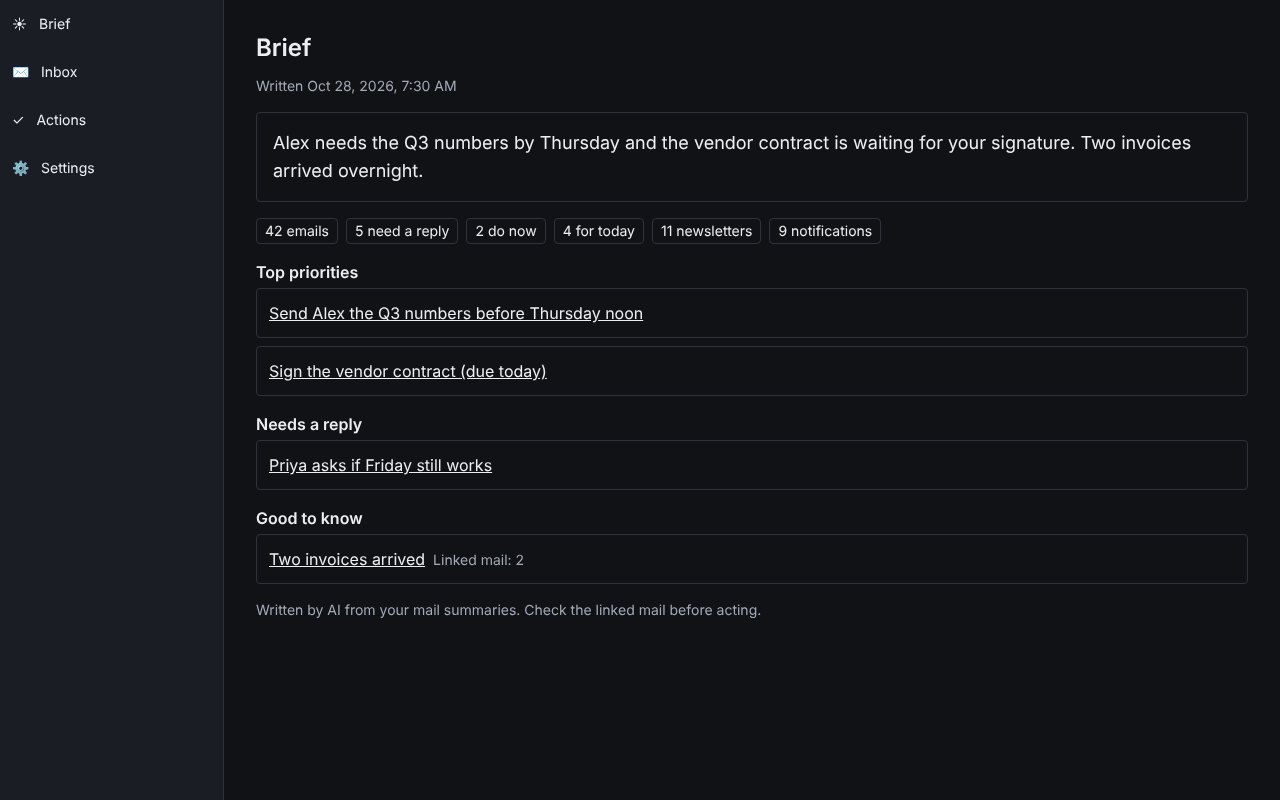 Brief
Inbox
Actions
Settings
Brief
Written Oct 28, 2026, 7:30 AM
Alex needs the Q3 numbers by Thursday and the vendor contract is waiting for your signature. Two invoices
arrived overnight.
42 emails
5 need a reply
2 do now
4 for today
11 newsletters
9 notifications
Top priorities
Send Alex the Q3 numbers before Thursday noon
Sign the vendor contract (due today)
Needs a reply
Priya asks if Friday still works
Good to know
Two invoices arrived Linked mail: 2
Written by AI from your mail summaries. Check the linked mail before acting.